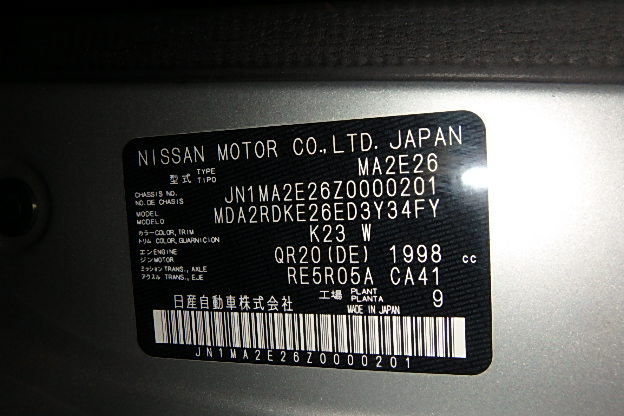 NISSAN MOTOR CO.,LTD. JAPAN
型式 TYPE TIPO MA2E26
CHASSIS NO. NO.DE CHASIS JN1MA2E26Z0000201
MODEL MODELO MDA2RDKE26ED3Y34FY
カラー COLOR,TRIM トリム COLOR,GUARNICION K23 W
エンジン ENGINE MOTOR QR20(DE) 1998 cc
ミッション TRANS., AXLE アクスル TRANS., EJE RE5R05A CA41
日産自動車株式会社 工場 PLANT PLANTA 9
MADE IN JAPAN
JN1MA2E26Z0000201